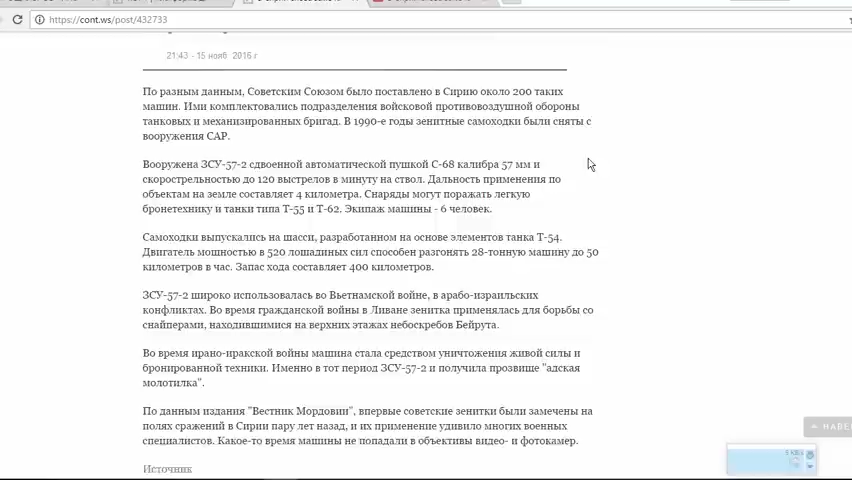 https://cont.ws/post/432733
21:43 - 15 нояб 2016 г
По разным данным, Советским Союзом было поставлено в Сирию около 200 таких
машин. Ими комплектовались подразделения войсковой противовоздушной обороны
танковых и механизированных бригад. В 1990-е годы зенитные самоходки были сняты с
вооружения САР.
Вооружена ЗСУ-57-2 сдвоенной автоматической пушкой С-68 калибра 57 мм и
скорострельностью до 120 выстрелов в минуту на ствол. Дальность применения по
объектам на земле составляет 4 километра. Снаряды могут поражать легкую
бронетехнику и танки типа Т-55 и Т-62. Экипаж машины - 6 человек.
Самоходки выпускались на шасси, разработанном на основе элементов танка Т-54.
Двигатель мощностью в 520 лошадиных сил способен разгонять 28-тонную машину до 50
километров в час. Запас хода составляет 400 километров.
ЗСУ-57-2 широко использовалась во Вьетнамской войне, в арабо-израильских
конфликтах. Во время гражданской войны в Ливане зенитка применялась для борьбы со
снайперами, находившимися на верхних этажах небоскребов Бейрута.
Во время ирано-иракской войны машина стала средством уничтожения живой силы и
бронированной техники. Именно в тот период ЗСУ-57-2 и получила прозвище "адская
молотилка".
По данным издания "Вестник Мордовии", впервые советские зенитки были замечены на
полях сражений в Сирии пару лет назад, и их применение удивило многих военных
специалистов. Какое-то время машины не попадали в объективы видео- и фотокамер.
Источник